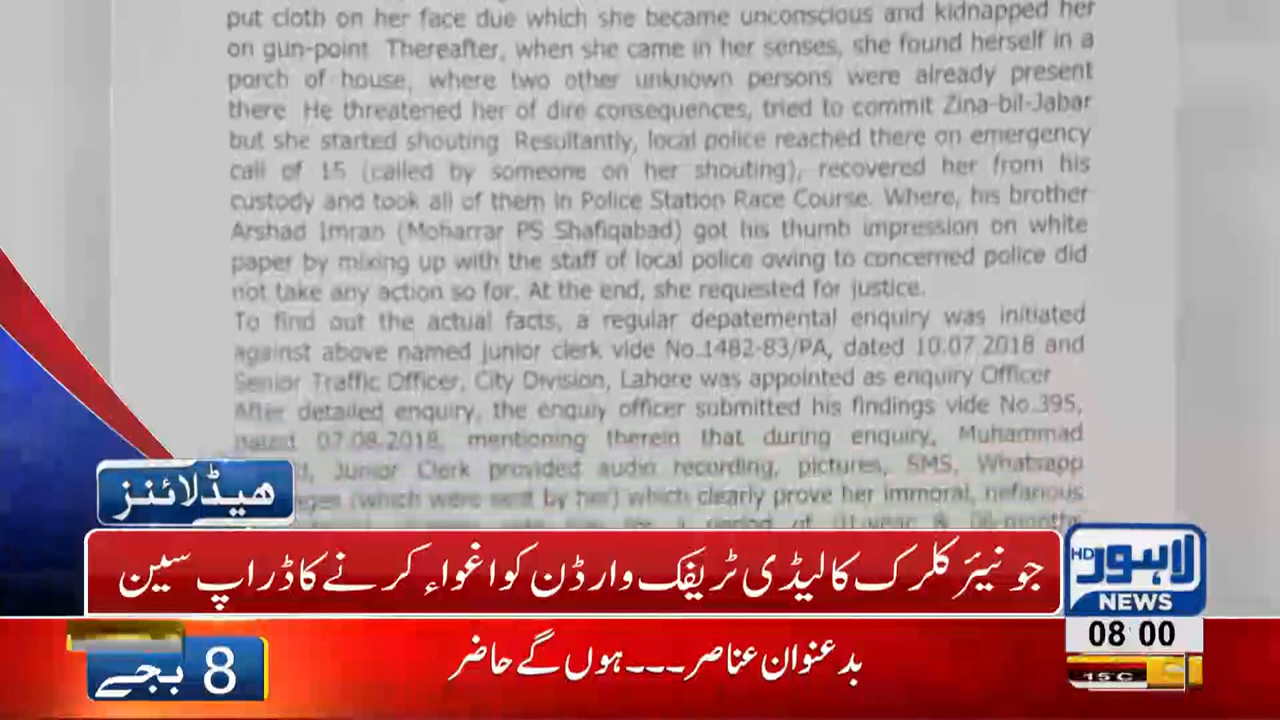 put cloth on her face due which she became unconscious and kidnapped her
on gun-point Thereafter, when she came in her senses, she found herself in a
porch of house, where two other unknown persons were already present
there He threatened her of dire consequences, tried to commit Zina-bil-Jabar
but she started shouting Resultantly, local police reached there on emergency
call of 15 (called by someone on her shouting), recovered her from his
custody and took all of them in Police Station Race Course. Where, his brother
Arshad Imran (Moharrar PS Shafiqabad) got his thumb impression on white
paper by mixing up with the staff of local police owing to concerned police did
not take any action so for. At the end, she requested for justice.
To find out the actual facts, a regular depatemental enquiry was initiated
against above named junior clerk vide No.1482-83/PA, dated 10.07 2018 and
Senior Traffic Officer, City Division, Lahore was appointed as enquiry Officer
After detailed enquiry, the enquiy officer submitted his findings vide No.395,
dated 07.08.2018, mentioning therein that during enquiry, Muhammad
Junior Clerk provided audio recording, pictures, SMS, Whatsapp
(which were sent by her) which clearly prove her immoral, nefarious
ھیڈلائنز
جونیئر کلرک کا لیڈی ٹریفک وارڈن کو اغواء کرنے کا ڈراپ سین
لاہور HD
NEWS
08:00
بدعنوان عناصر ۔۔۔ ہوں گے حاضر
8 بجے
15 C